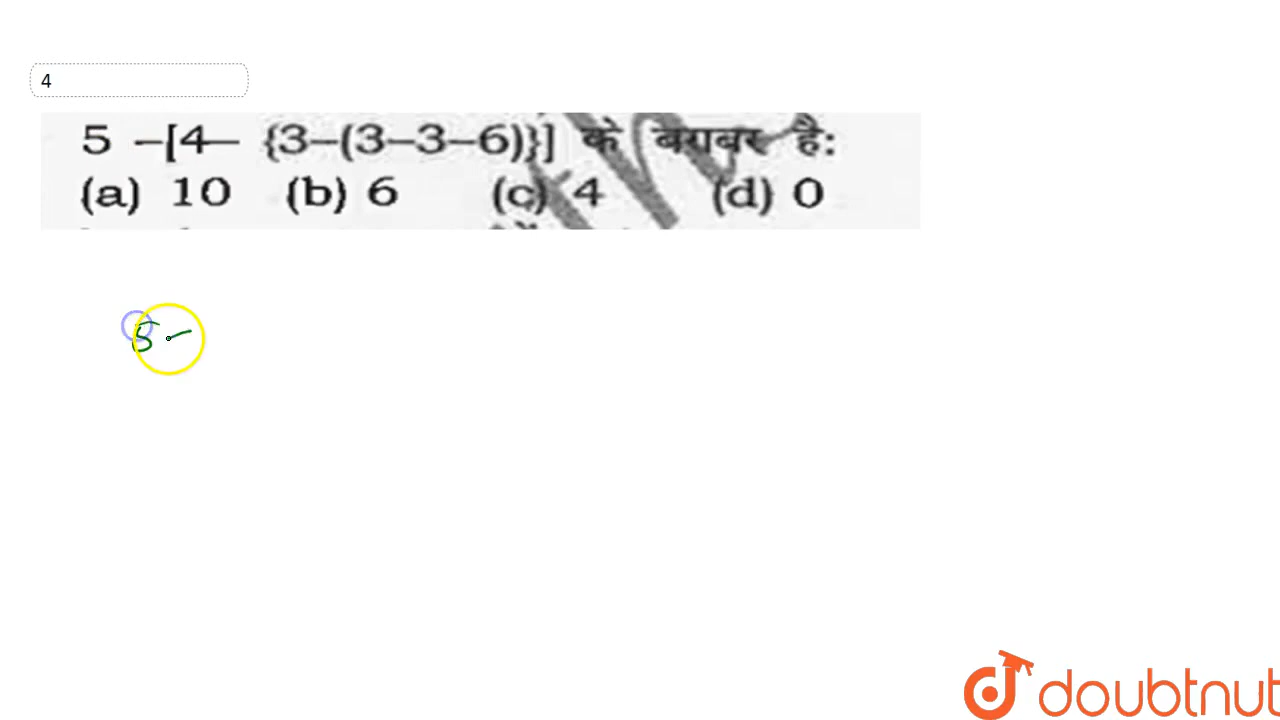 4
5 –[4– {3–(3–3–6)}] के बराबर है:
(a) 10 (b) 6 (c) 4 (d) 0
5 –
doubtnut